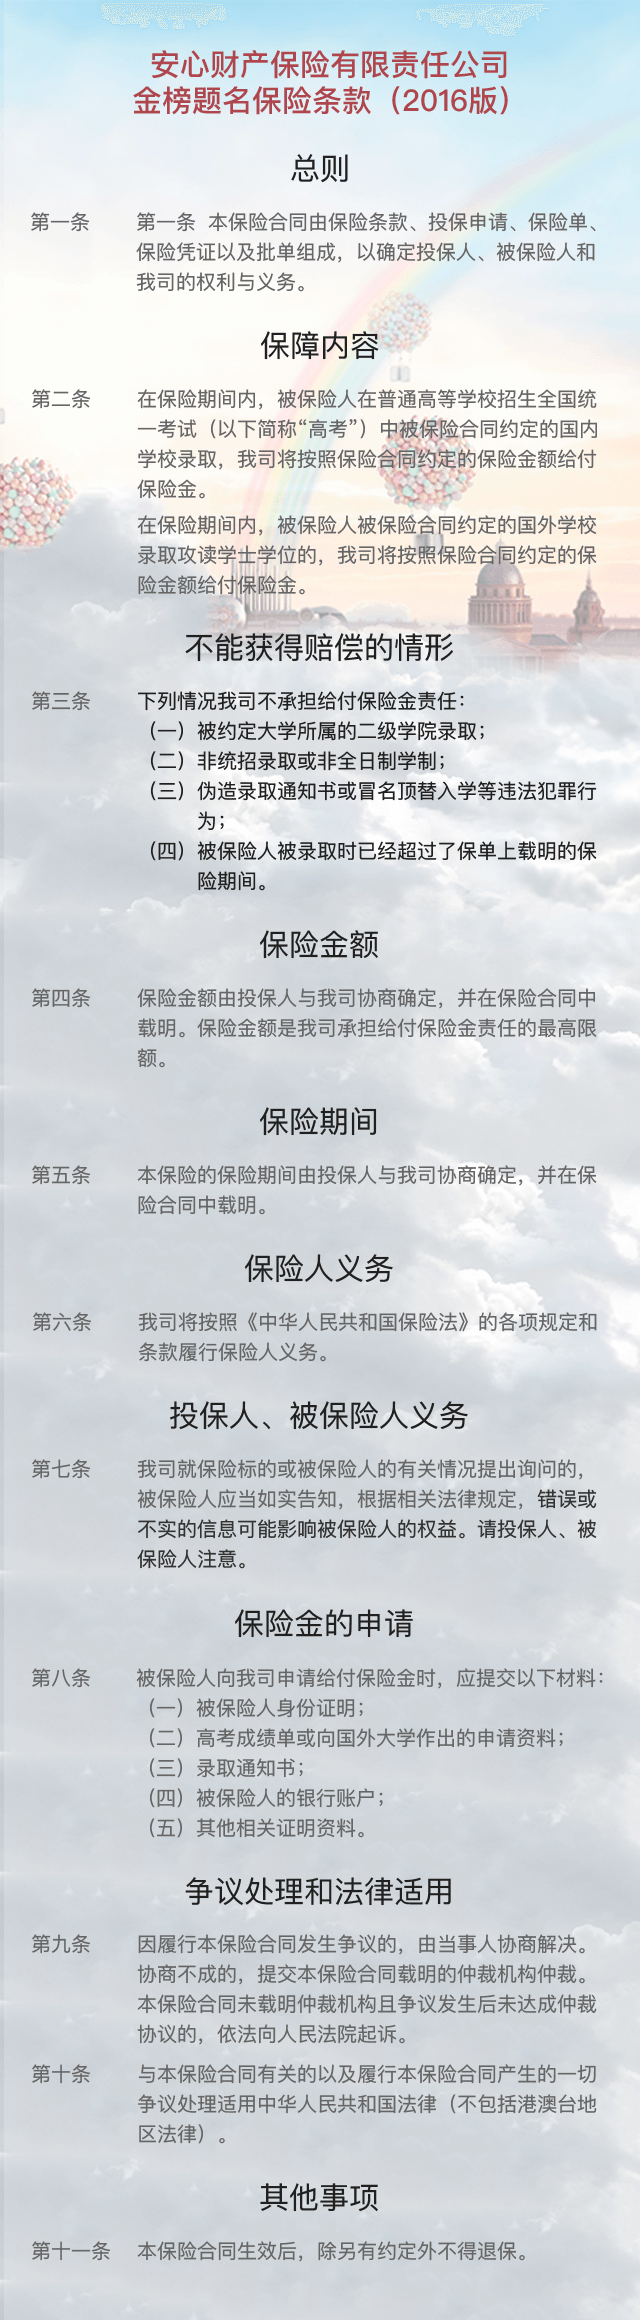 安心财产保险有限责任公司
金榜题名保险条款（2016版）
总则
第一条 第一条 本保险合同由保险条款、投保申请、保险单、
保险凭证以及批单组成，以确定投保人、被保险人和
我司的权利与义务。
保障内容
第二条 在保险期间内，被保险人在普通高等学校招生全国统
一考试（以下简称“高考”）中被保险合同约定的国内
学校录取，我司将按照保险合同约定的保险金额给付
保险金。
在保险期间内，被保险人被保险合同约定的国外学校
录取攻读学士学位的，我司将按照保险合同约定的保
险金额给付保险金。
不能获得赔偿的情形
第三条 下列情况我司不承担给付保险金责任：
（一）被约定大学所属的二级学院录取；
（二）非统招录取或非全日制学制；
（三）伪造录取通知书或冒名顶替入学等违法犯罪行
为；
（四）被保险人被录取时已经超过了保单上载明的保
险期间。
保险金额
第四条 保险金额由投保人与我司协商确定，并在保险合同中
载明。保险金额是我司承担给付保险金责任的最高限
额。
保险期间
第五条 本保险的保险期间由投保人与我司协商确定，并在保
险合同中载明。
保险人义务
第六条 我司将按照《中华人民共和国保险法》的各项规定和
条款履行保险人义务。
投保人、被保险人义务
第七条 我司就保险标的或被保险人的有关情况提出询问的，
被保险人应当如实告知，根据相关法律规定，错误或
不实的信息可能影响被保险人的权益。请投保人、被
保险人注意。
保险金的申请
第八条 被保险人向我司申请给付保险金时，应提交以下材料：
（一）被保险人身份证明；
（二）高考成绩单或向国外大学作出的申请资料；
（三）录取通知书；
（四）被保险人的银行账户；
（五）其他相关证明资料。
争议处理和法律适用
第九条 因履行本保险合同发生争议的，由当事人协商解决。
协商不成的，提交本保险合同载明的仲裁机构仲裁。
本保险合同未载明仲裁机构且争议发生后未达成仲裁
协议的，依法向人民法院起诉。
第十条 与本保险合同有关的以及履行本保险合同产生的一切
争议处理适用中华人民共和国法律（不包括港澳台地
区法律）。
其他事项
第十一条 本保险合同生效后，除另有约定外不得退保。